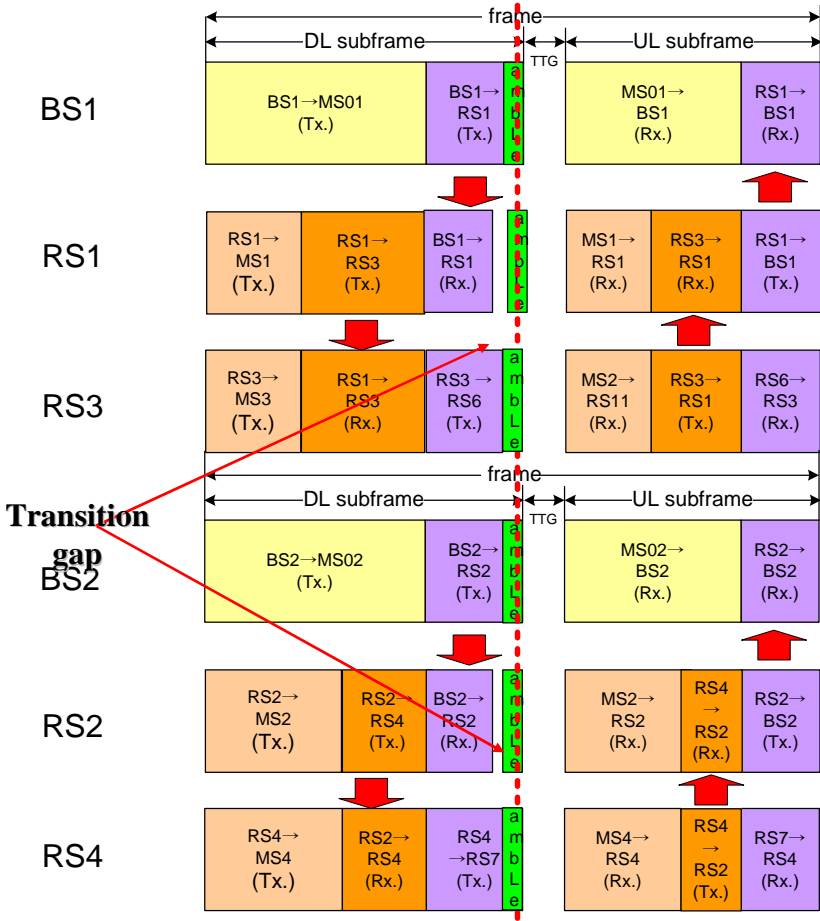 frame
DL subframe
TTG
UL subframe
BS1
BS1→MS01
(Tx.)
BS1→
RS1
(Tx.)
a
m
b
L
e
MS01→
BS1
(Rx.)
RS1→
BS1
(Rx.)
RS1
RS1→
MS1
(Tx.)
RS1→
RS3
(Tx.)
BS1→
RS1
(Rx.)
a
m
b
L
e
MS1→
RS1
(Rx.)
RS3→
RS1
(Rx.)
RS1→
BS1
(Tx.)
RS3
RS3→
MS3
(Tx.)
RS1→
RS3
(Rx.)
RS3 →
RS6
(Tx.)
a
m
b
L
e
MS2→
RS11
(Rx.)
RS3→
RS1
(Tx.)
RS6→
RS3
(Rx.)
frame
DL subframe
TTG
UL subframe
Transition
gap
BS2
BS2→MS02
(Tx.)
BS2→
RS2
(Tx.)
a
m
b
L
e
MS02→
BS2
(Rx.)
RS2→
BS2
(Rx.)
RS2
RS2→
MS2
(Tx.)
RS2→
RS4
(Tx.)
BS2→
RS2
(Rx.)
a
m
b
L
e
MS2→
RS2
(Rx.)
RS4
→
RS2
(Rx.)
RS2→
BS2
(Tx.)
RS4
RS4→
MS4
(Tx.)
RS2→
RS4
(Rx.)
RS4
→RS7
(Tx.)
a
m
b
L
e
MS4→
RS4
(Rx.)
RS4
→
RS2
(Tx.)
RS7→
RS4
(Rx.)